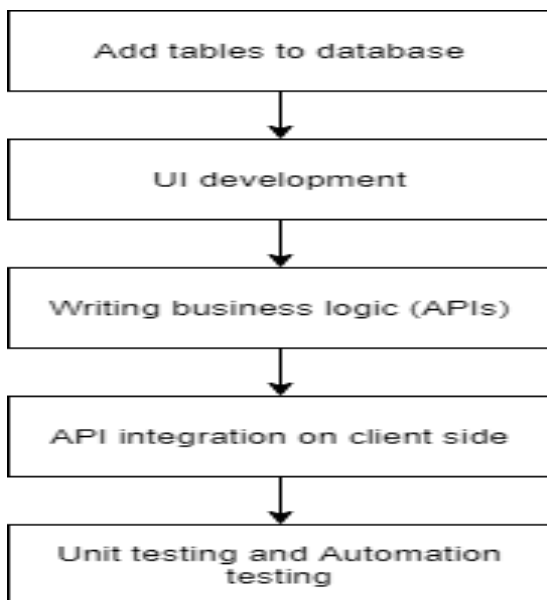 Add tables to database
UI development
Writing business logic (APIs)
API integration on client side
Unit testing and Automation
testing